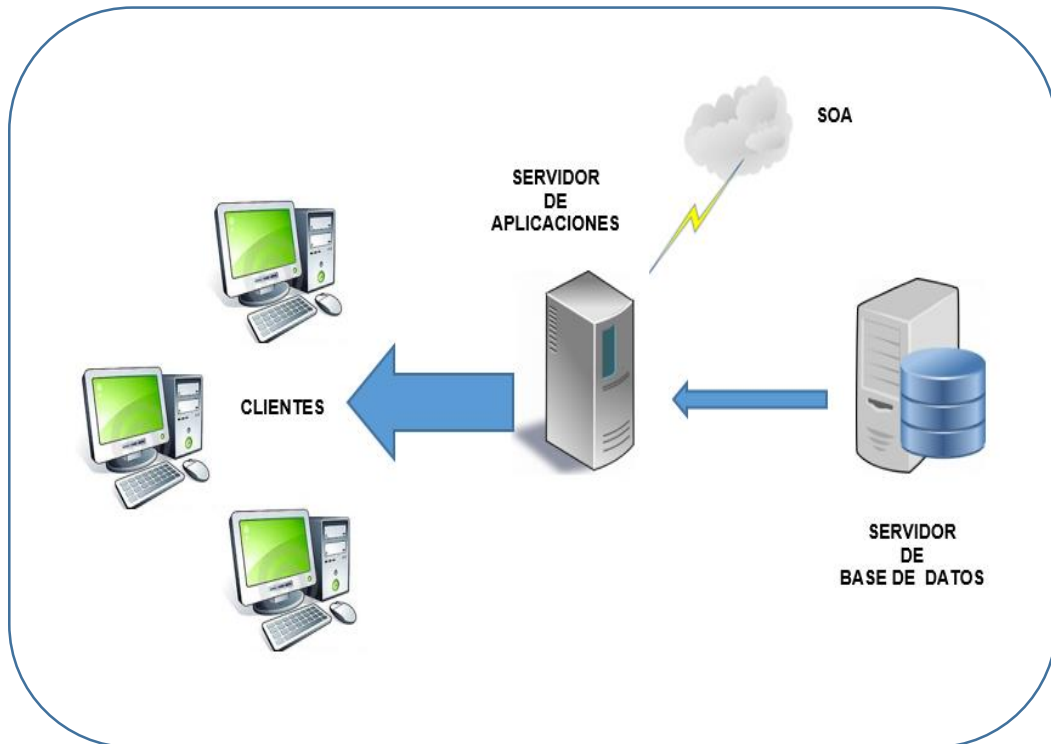 SOA
SERVIDOR
DE
APLICACIONES
CLIENTES
SERVIDOR
DE
BASE DE DATOS